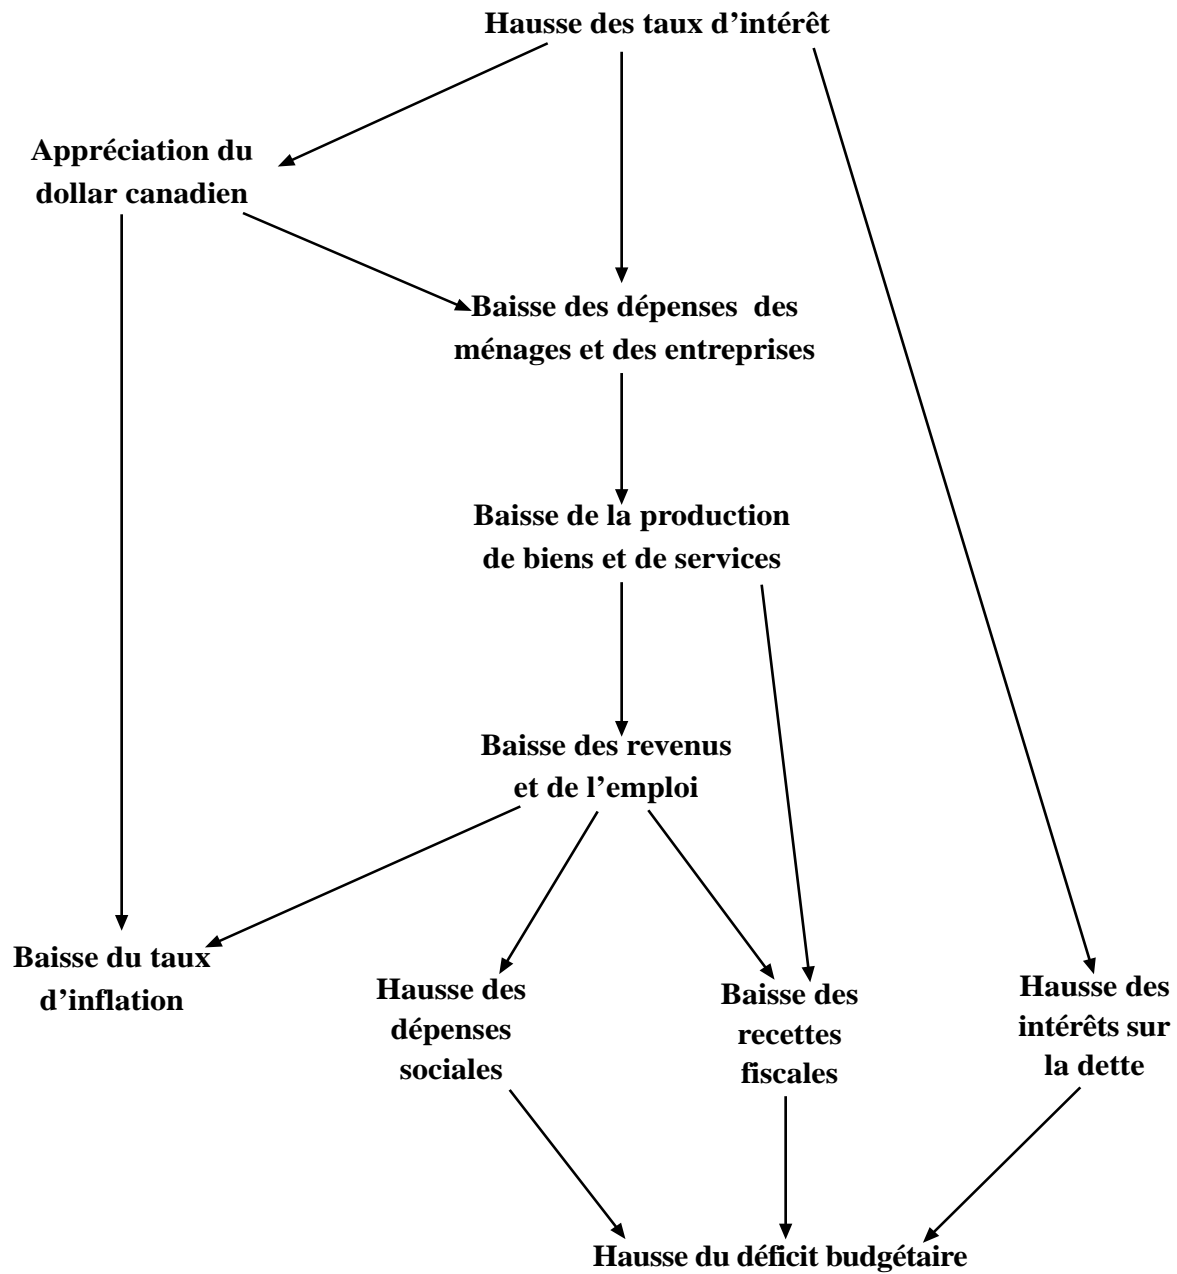 Hausse des taux d’intérêt
Appréciation du
dollar canadien
Baisse des dépenses des
ménages et des entreprises
Baisse de la production
de biens et de services
Baisse des revenus
et de l’emploi
Baisse du taux
d’inflation
Hausse des
dépenses
sociales
Baisse des
recettes
fiscales
Hausse des
intérêts sur
la dette
Hausse du déficit budgétaire